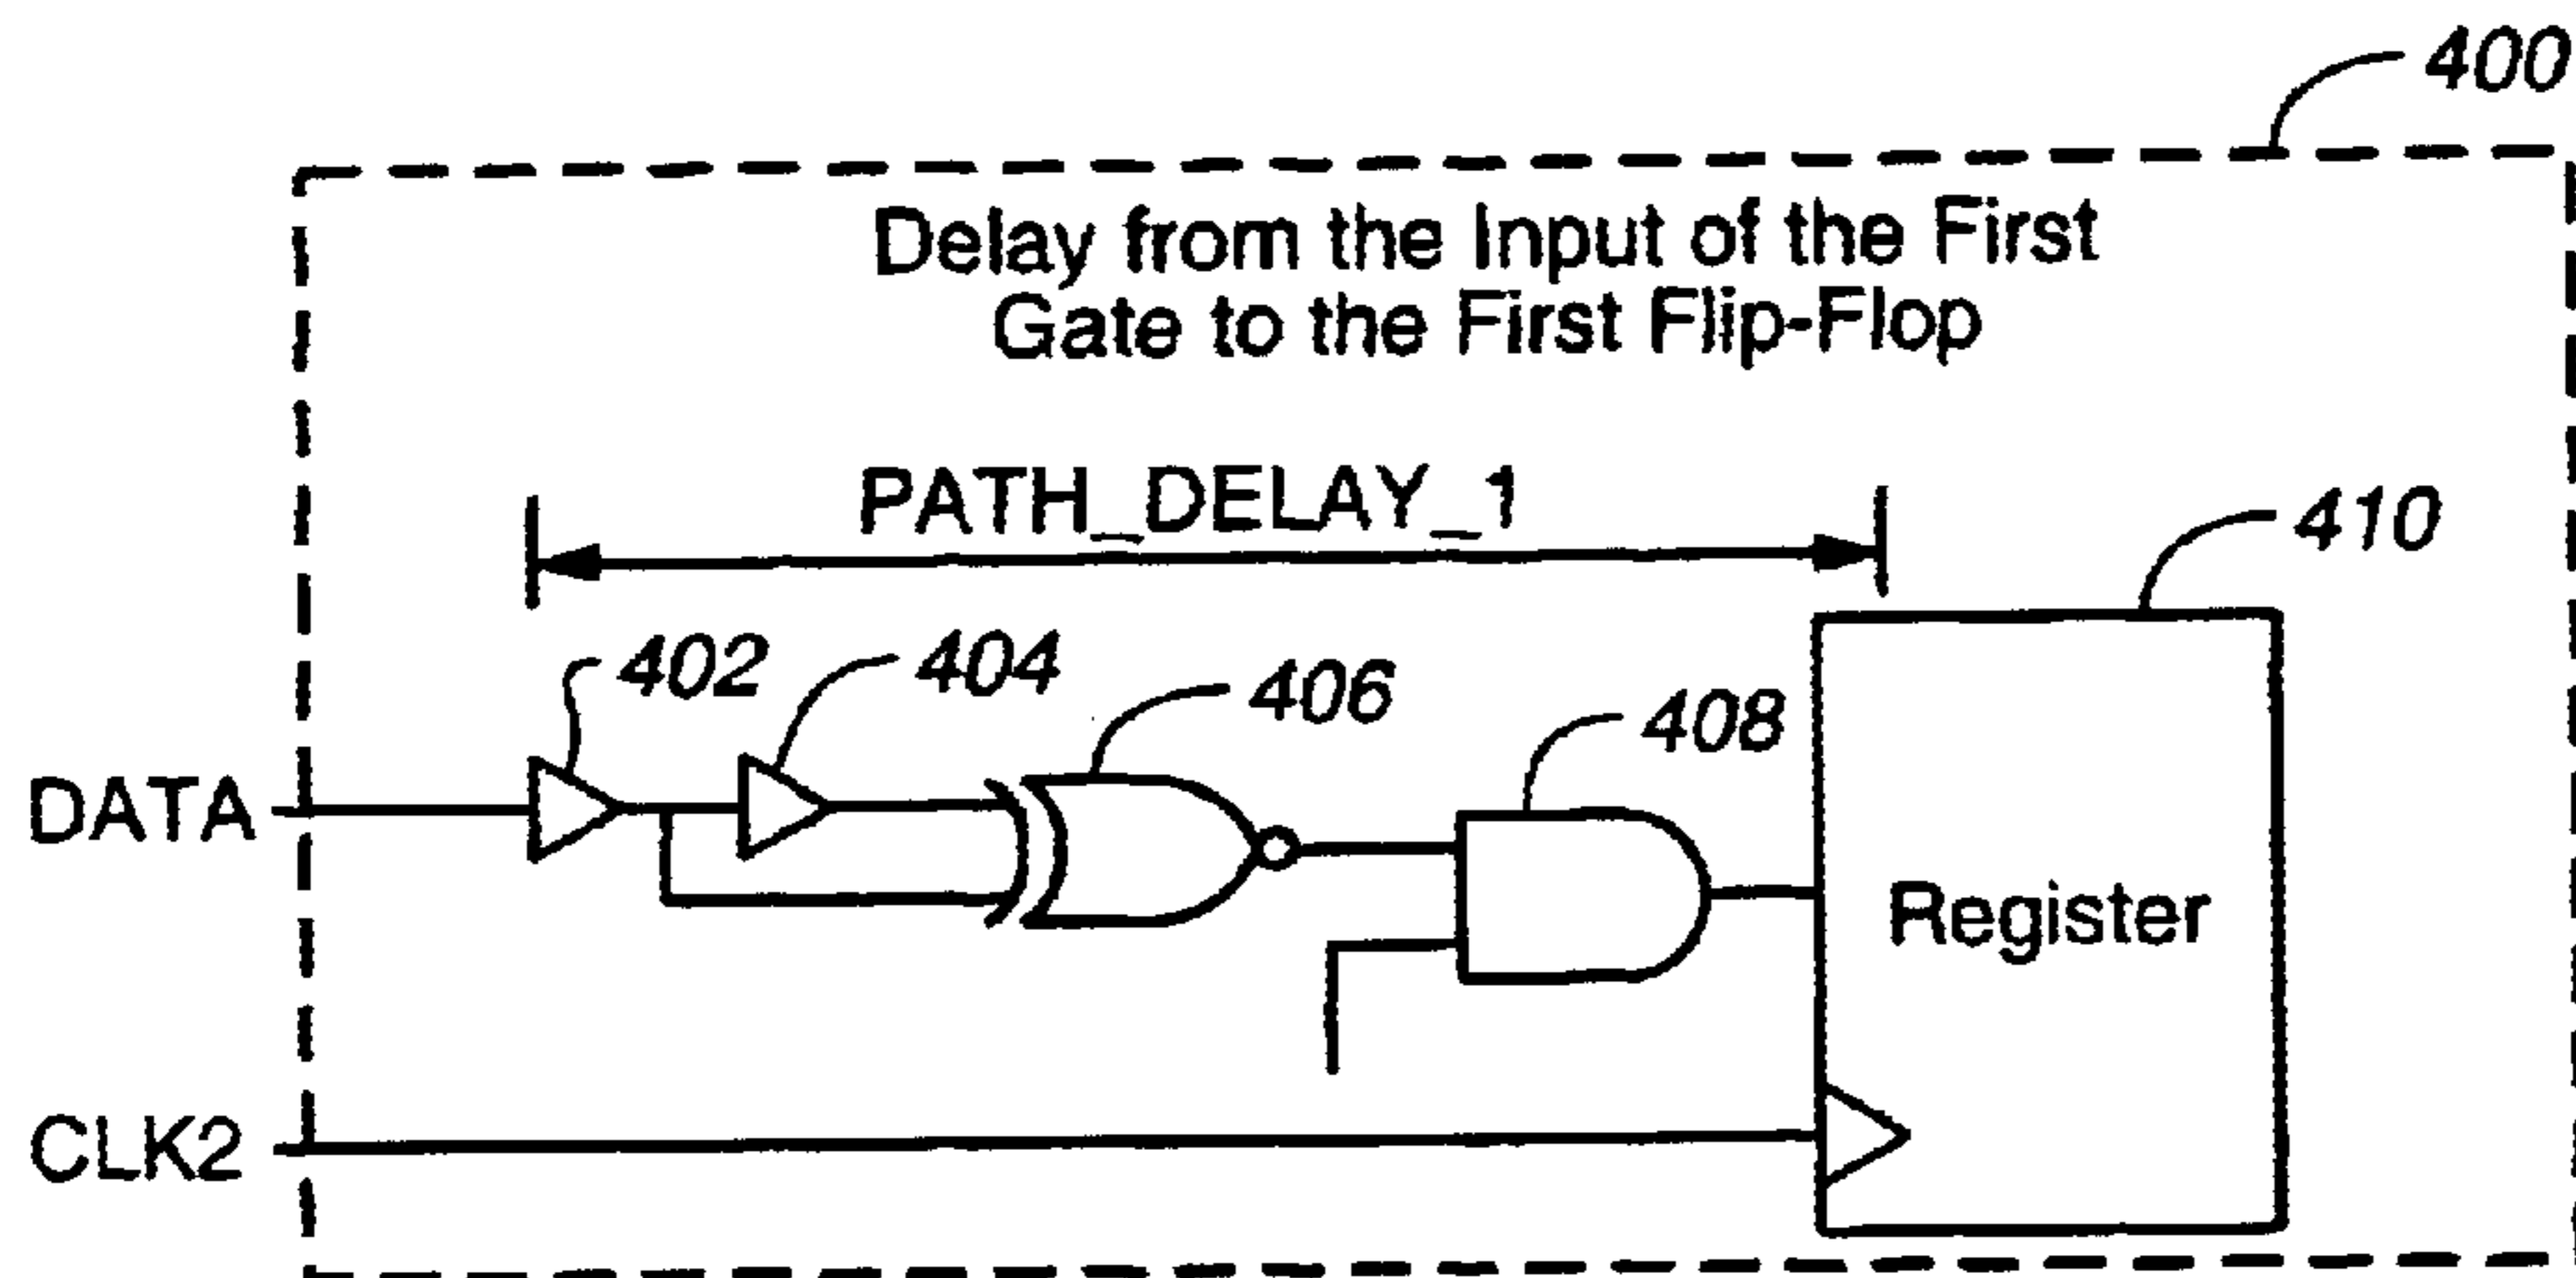 400
Delay from the Input of the First
Gate to the First Flip-Flop
PATH_DELAY_1
410
402
404
406
408
DATA
Register
CLK2